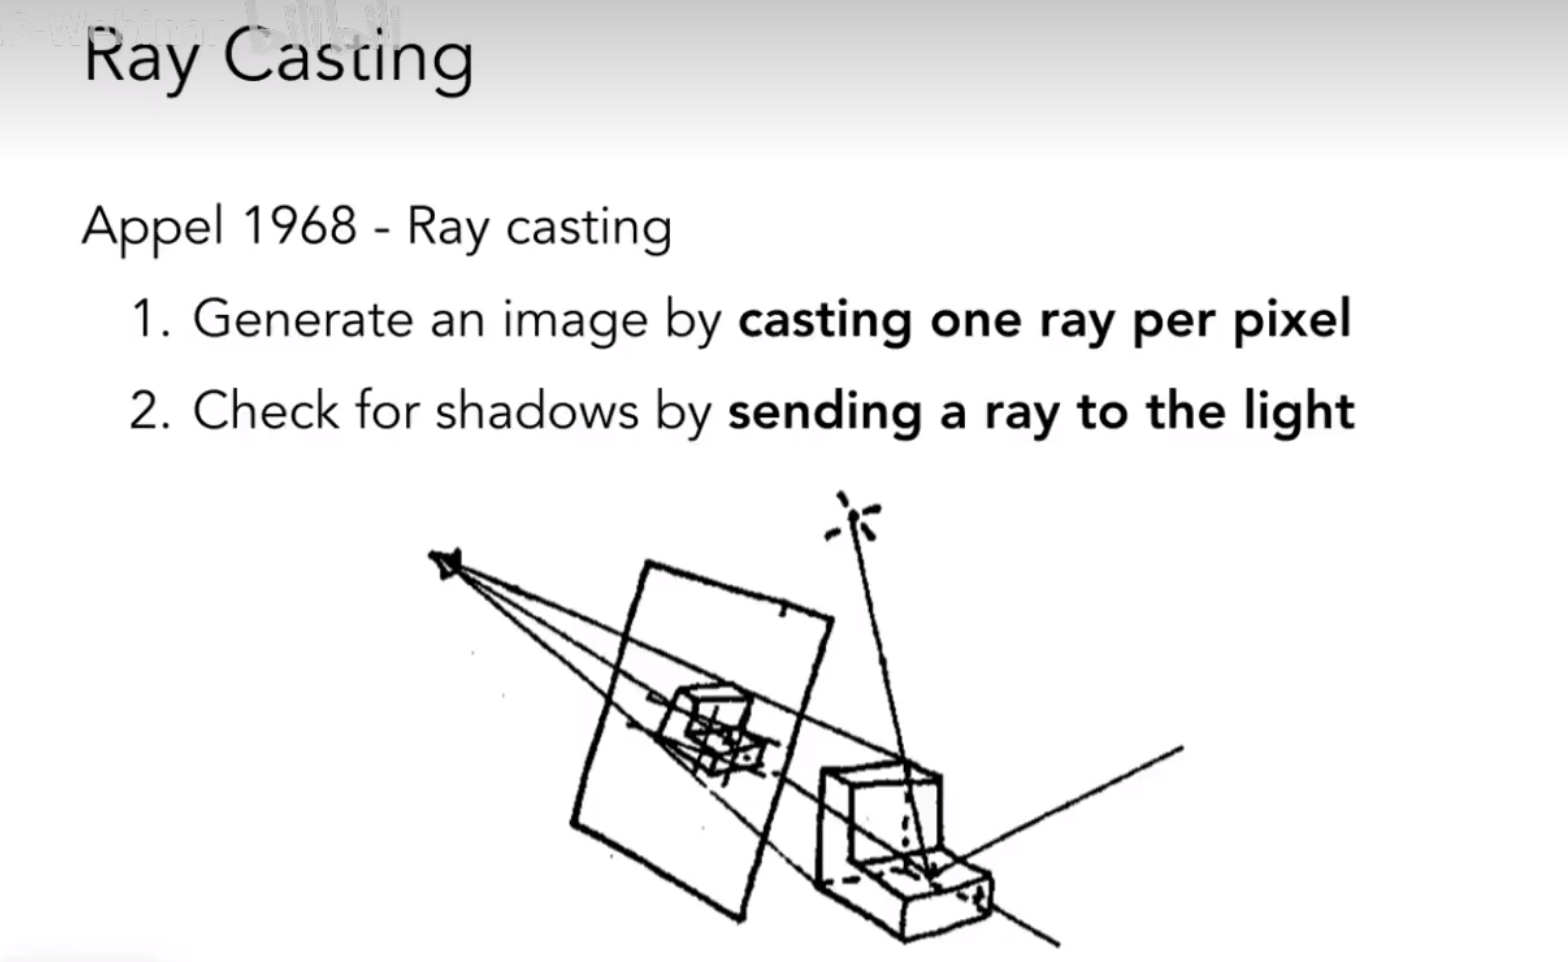 Ray Casting
Appel 1968 - Ray casting
1. Generate an image by casting one ray per pixel
2. Check for shadows by sending a ray to the light